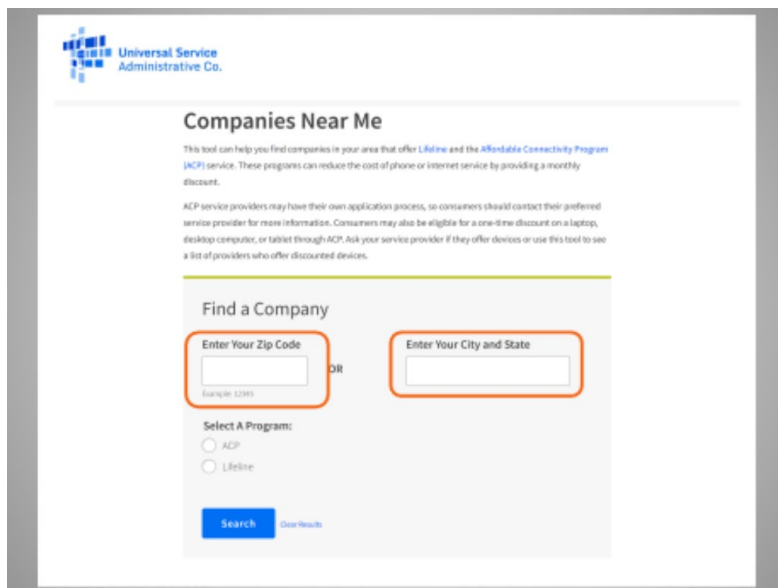 Universal Service
Administrative Co.
Companies Near Me
This tool can help you find companies in your area that offer Lifeline and the Affordable Connectivity Program
(ACP) service. These programs can reduce the cost of phone or internet service by providing a monthly
discount.
ACP service providers may have their own application process, so consumers should contact their preferred
service provider for more information. Consumers may also be eligible for a one-time discount on a laptop,
desktop computer, or tablet through ACP. Ask your service provider if they offer devices or use this tool to see
a list of providers who offer discounted devices.
Find a Company
Enter Your Zip Code
OR
Enter Your City and State
Example: 12345
Select A Program:
ACP
Lifeline
Search
Clear Results